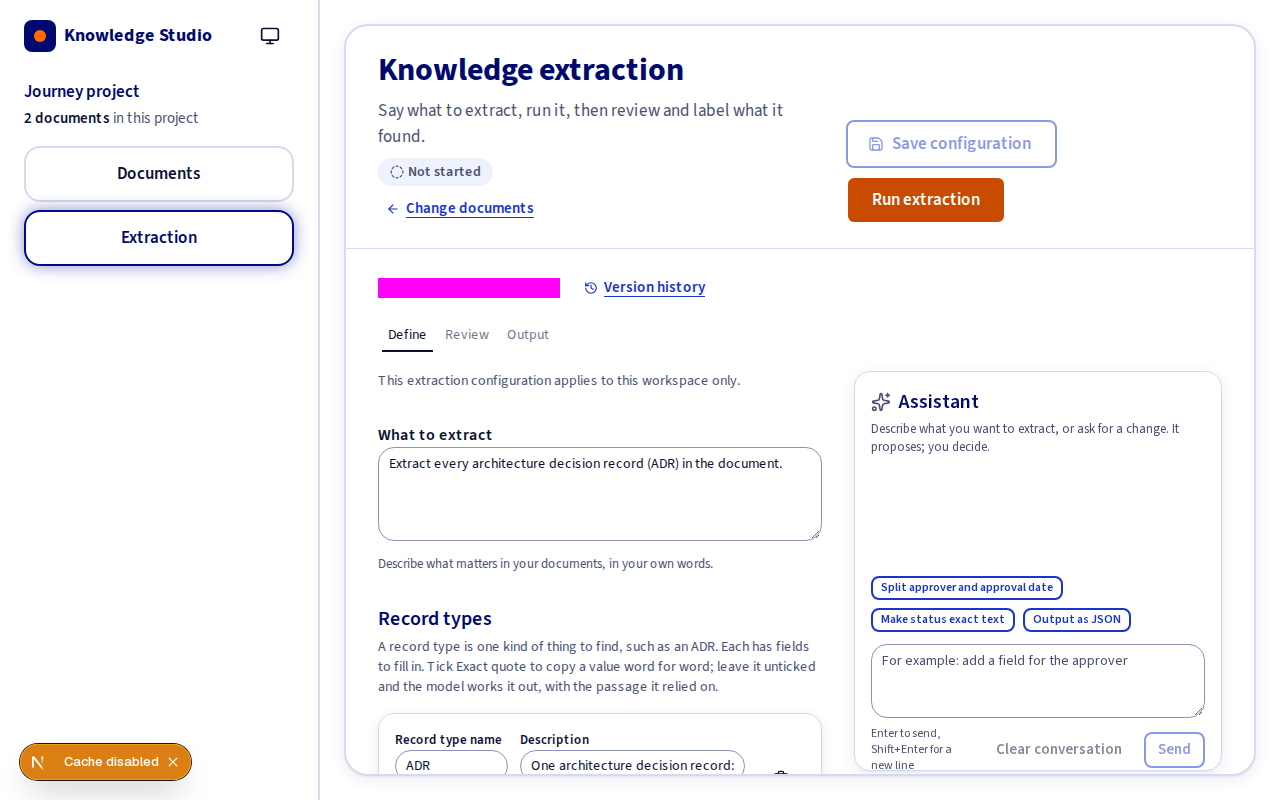 Knowledge Studio
Journey project
2 documents in this project
Documents
Extraction
Cache disabled
Knowledge extraction
Say what to extract, run it, then review and label what it
found.
Not started
Change documents
Save configuration
Run extraction
Version history
Define
Review
Output
This extraction configuration applies to this workspace only.
What to extract
Extract every architecture decision record (ADR) in the document.
Describe what matters in your documents, in your own words.
Record types
A record type is one kind of thing to find, such as an ADR. Each has fields
to fill in. Tick Exact quote to copy a value word for word; leave it unticked
and the model works it out, with the passage it relied on.
Record type name
Description
ADR
One architecture decision record:
Assistant
Describe what you want to extract, or ask for a change. It
proposes; you decide.
Split approver and approval date
Make status exact text
Output as JSON
For example: add a field for the approver
Enter to send,
Shift+Enter for a
new line
Clear conversation
Send